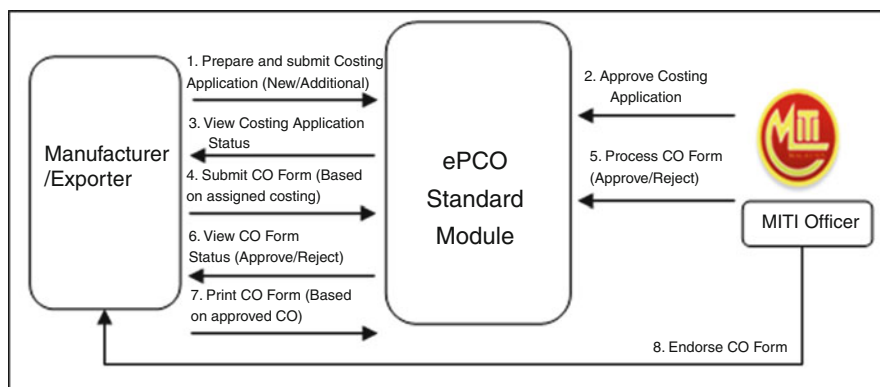 1. Prepare and submit Costing
Application (New/Additional)
2. Approve Costing
Application
3. View Costing Application
Status
Manufacturer
/Exporter
ePCO
Standard
Module
MiTi
4. Submit CO Form (Based
on assigned costing)
5. Process CO Form
(Approve/Reject)
MITI Officer
6. View CO Form
Status (Approve/Reject)
7. Print CO Form (Based
on approved CO)
8. Endorse CO Form